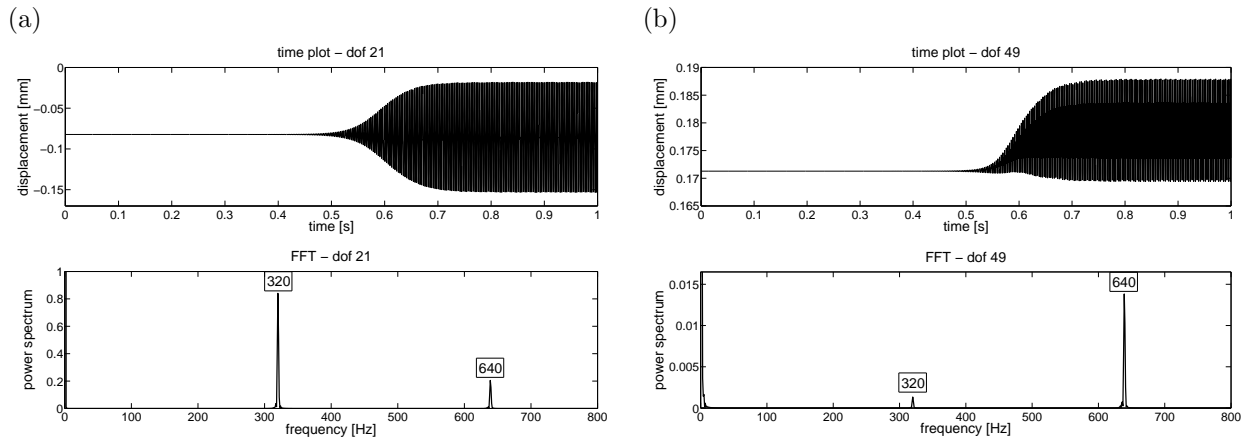 (a)
time plot – dof 21
displacement [mm]
0
−0.05
−0.1
−0.15
0 0.1 0.2 0.3 0.4 0.5 0.6 0.7 0.8 0.9 1
time [s]
FFT – dof 21
power spectrum
1
0.8
0.6
0.4
0.2
0
320
640
0 100 200 300 400 500 600 700 800
frequency [Hz]
(b)
time plot – dof 49
displacement [mm]
0.19
0.185
0.18
0.175
0.17
0.165
0 0.1 0.2 0.3 0.4 0.5 0.6 0.7 0.8 0.9 1
time [s]
FFT – dof 49
power spectrum
0.015
0.01
0.005
0
320
640
0 100 200 300 400 500 600 700 800
frequency [Hz]